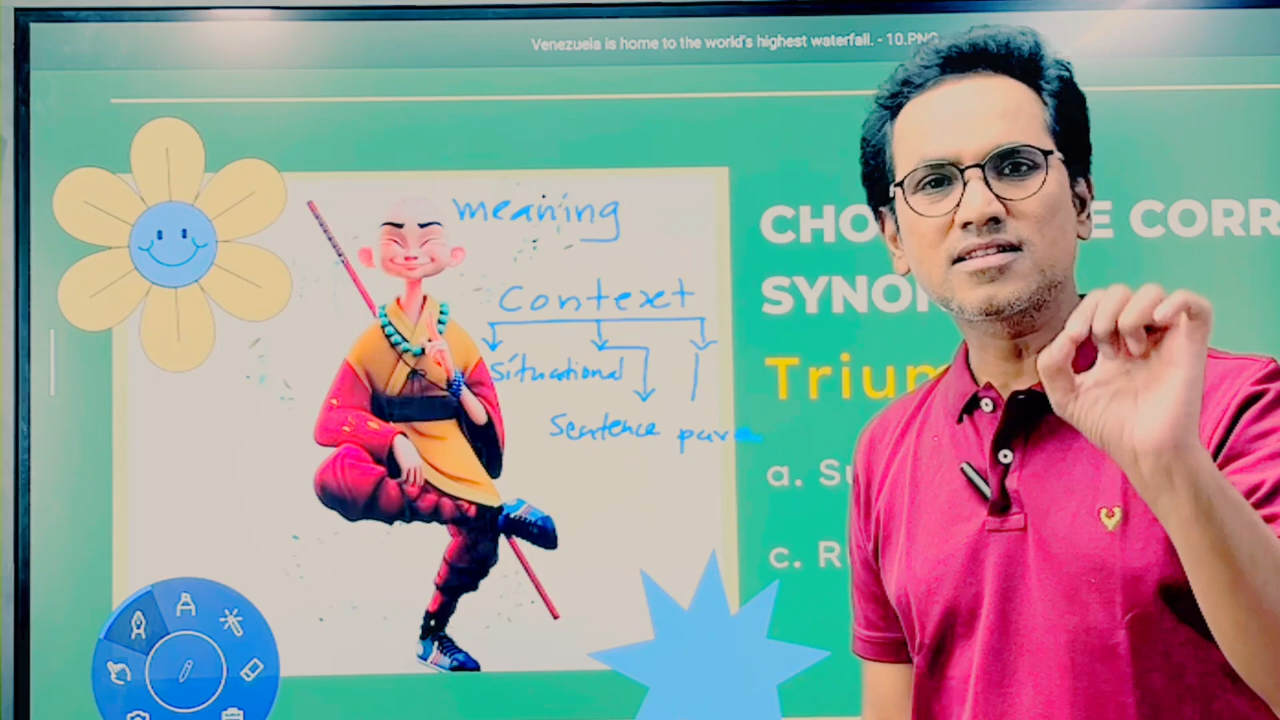 Venezuela is home to the world's highest waterfall. - 10.PNG
meaning
Context
situational
Sentence
CHO E CORR
SYNO
Trium
a. Su
c. R